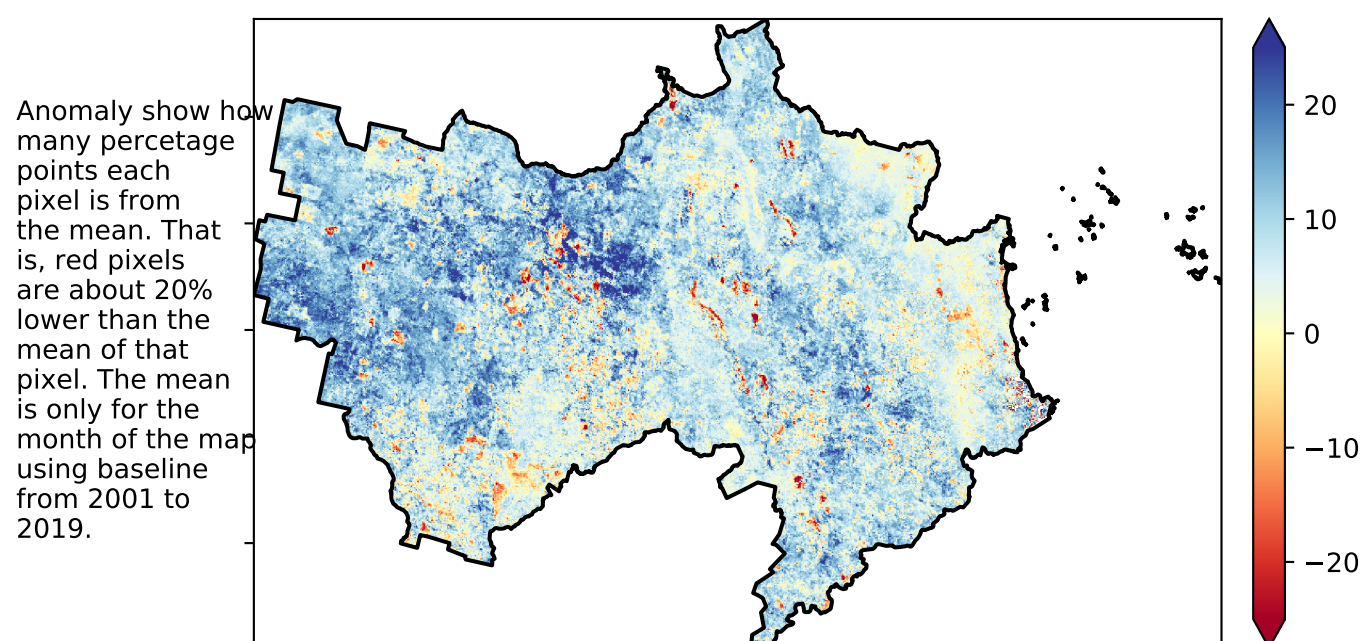 Anomaly show how
many percetage
points each
pixel is from
the mean. That
is, red pixels
are about 20%
lower than the
mean of that
pixel. The mean
is only for the
month of the map
using baseline
from 2001 to
2019.
20
10
0
−10
−20